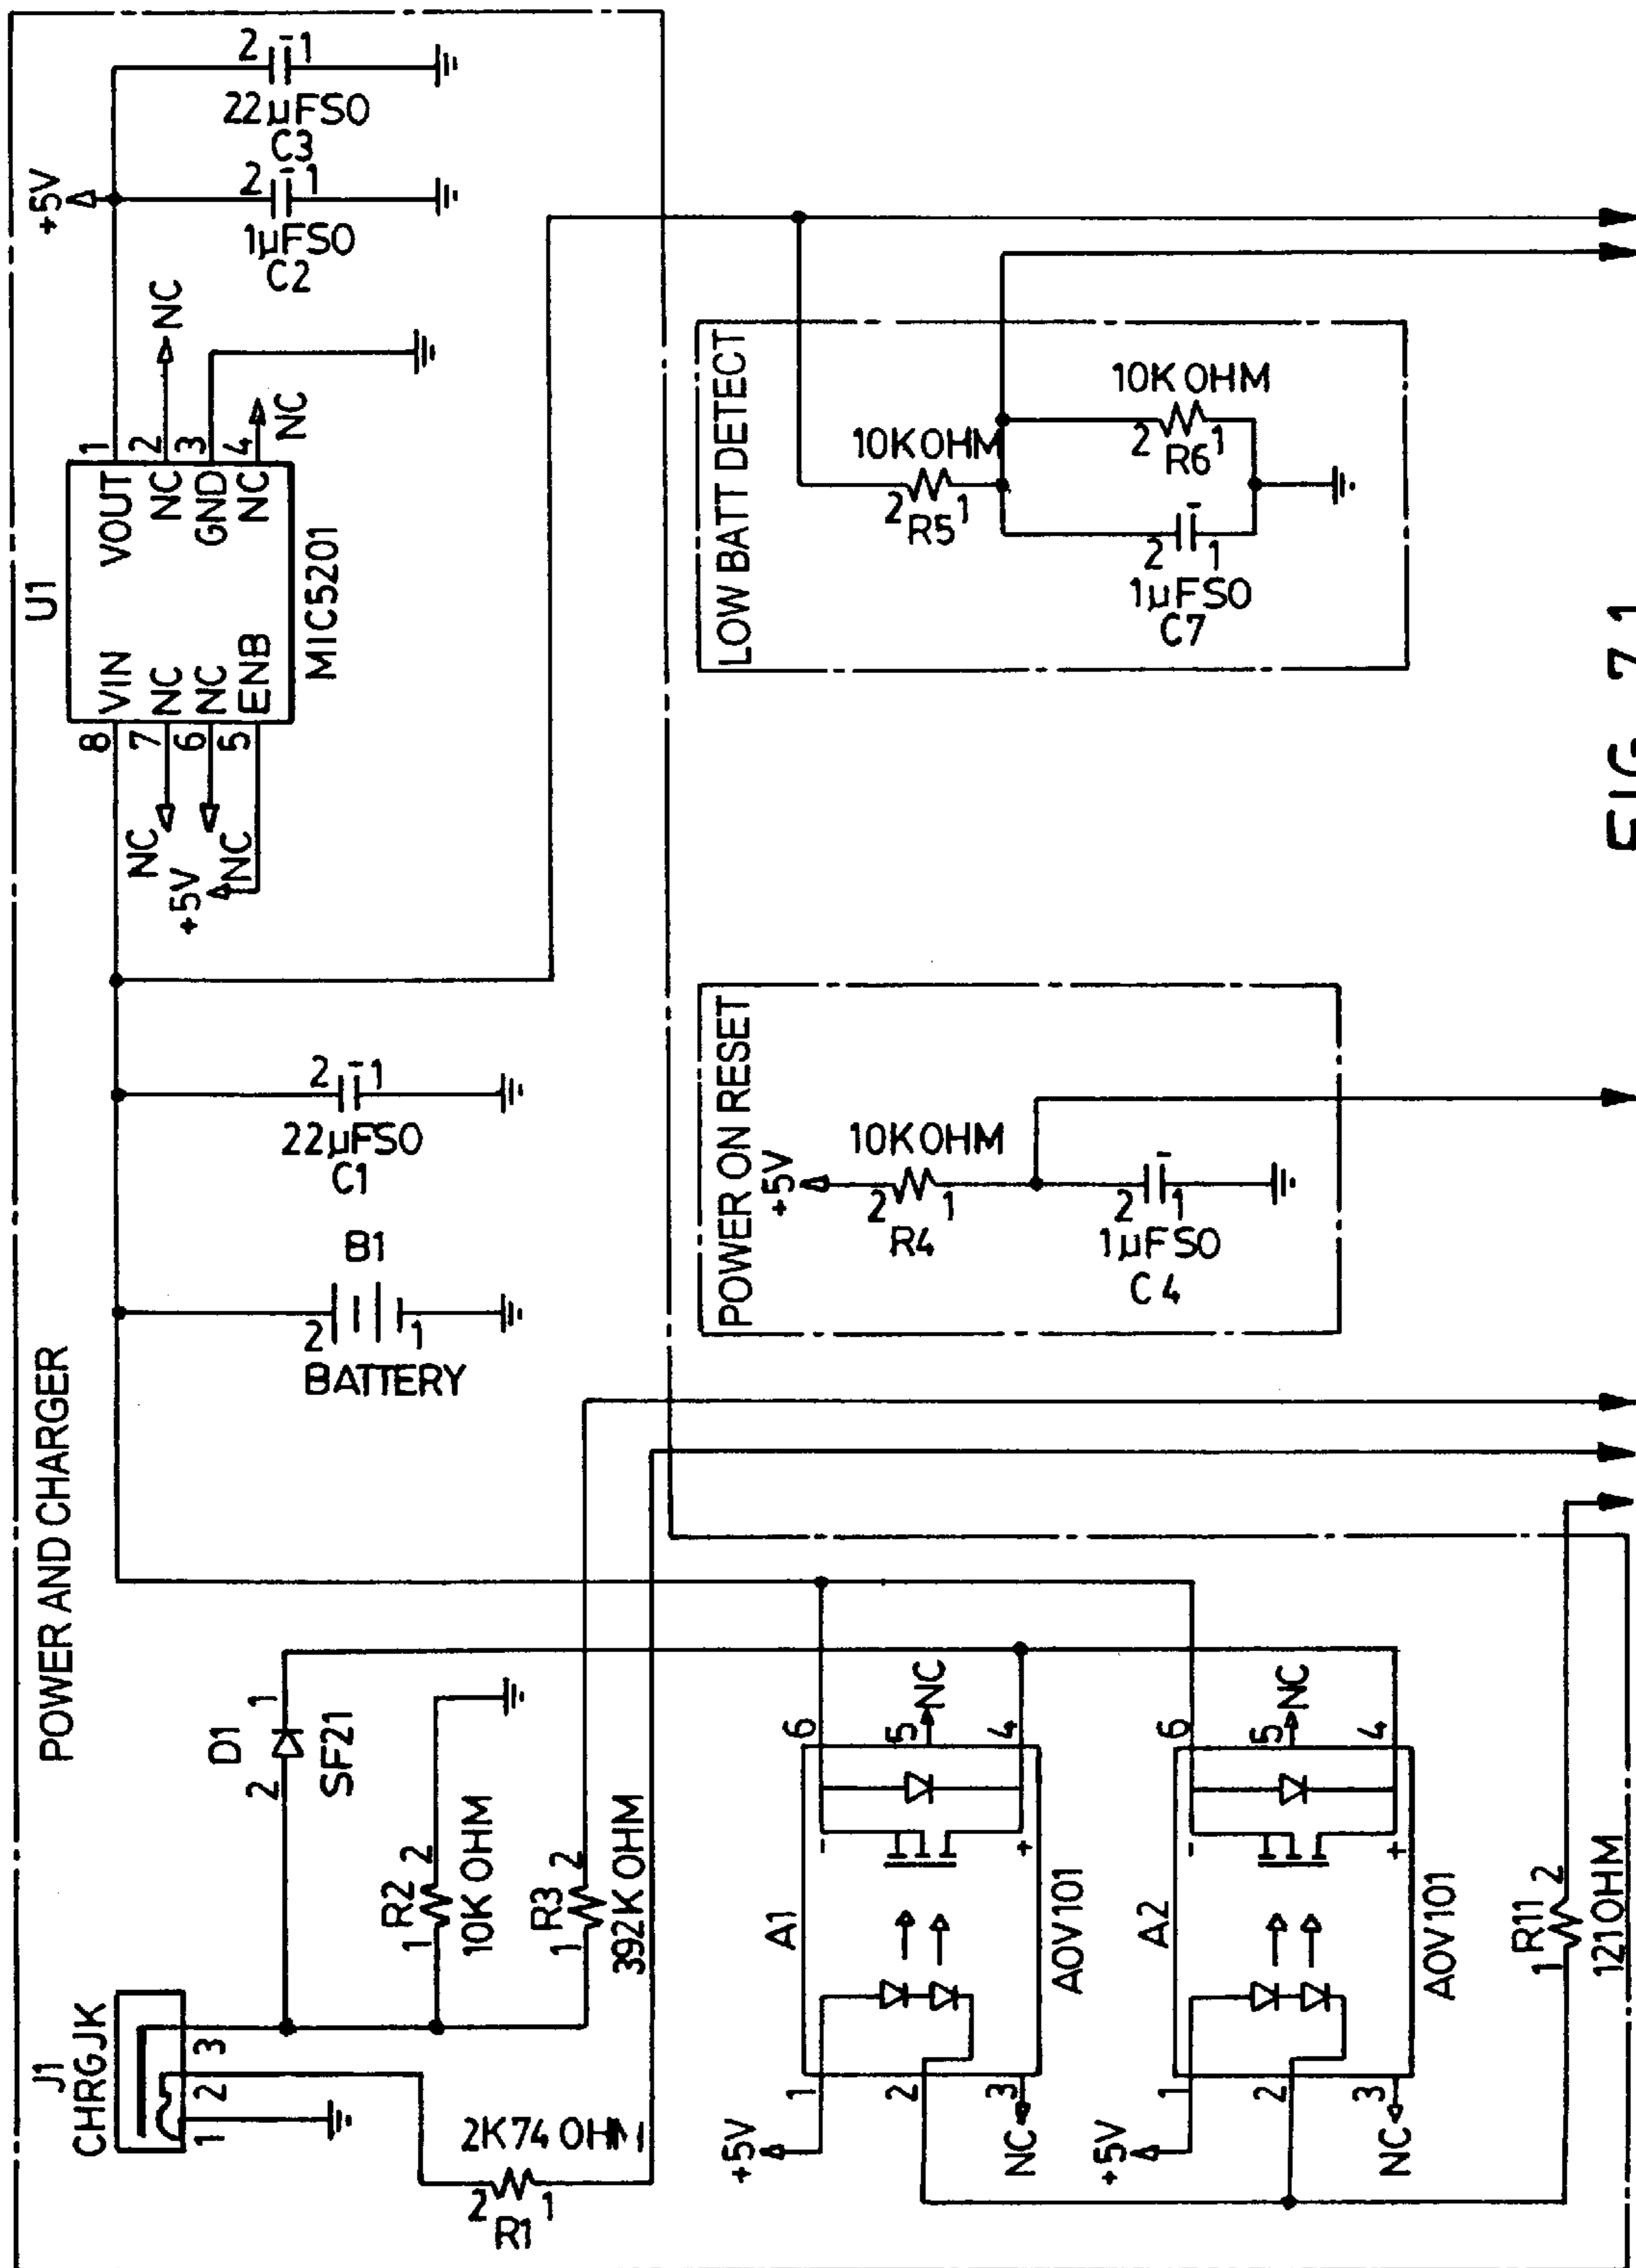 POWER AND CHARGER
J1
CHRGJK
1
2
3
D1
2
1
SF21
R2
1
2
10K OHM
R3
1
2
392K OHM
2K74 OHM
2
1
R1
B1
2
1
BATTERY
2
1
22µFSO
C1
U1
8 VIN
VOUT 1
7 NC
NC 2
6 NC
GND 3
5 ENB
NC 4
MIC5201
NC
+5V
NC
NC
NC
+5V
2
1
1µFSO
C2
2
1
22µFSO
C3
A1
+5V
1
2
3
NC
6
5
NC
4
-
+
AOV101
A2
+5V
1
2
3
NC
6
5
NC
4
-
+
AOV101
R11
1
2
121OHM
POWER ON RESET
+5V
10K OHM
2
1
R4
2
1
1µFSO
C4
LOW BATT DETECT
10K OHM
2
1
R5
10K OHM
2
1
R6
2
1
1µFSO
C7